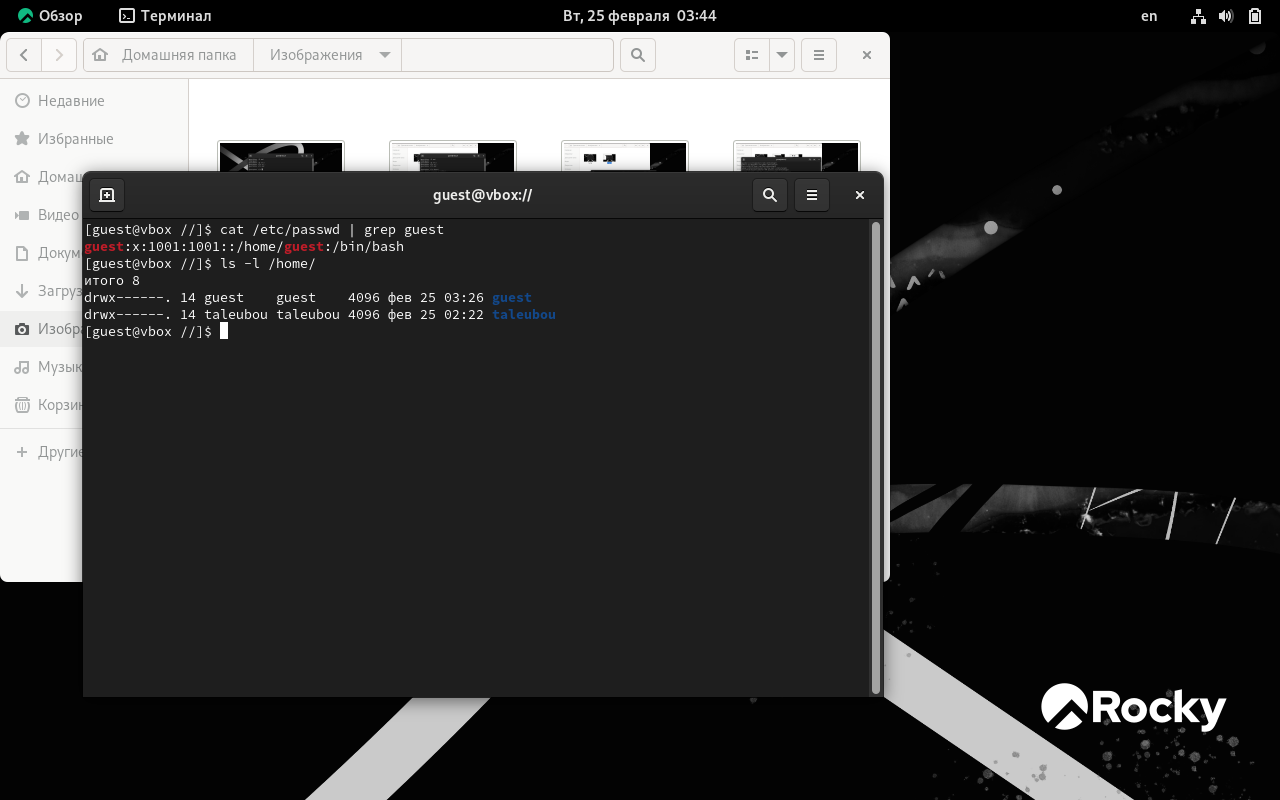 Обзор Терминал Вт, 25 февраля 03:44 en
Домашняя папка Изображения
Недавние
Избранные
Домаш
Видео
Докум
Загруз
Изобра
Музык
Корзин
Другие
guest@vbox://
[guest@vbox //]$ cat /etc/passwd | grep guest
guest:x:1001:1001::/home/guest:/bin/bash
[guest@vbox //]$ ls -l /home/
итого 8
drwx------. 14 guest    guest    4096 фев 25 03:26 guest
drwx------. 14 taleubou taleubou 4096 фев 25 02:22 taleubou
[guest@vbox //]$
Rocky